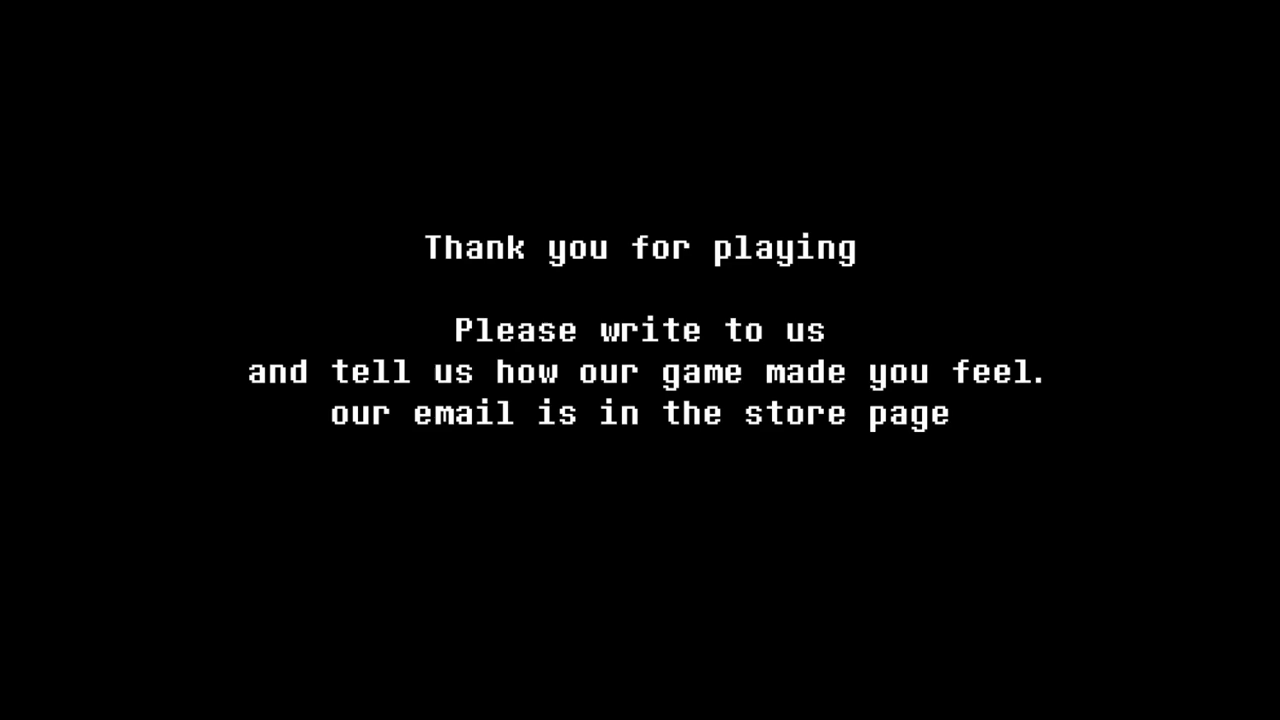 Thank you for playing
Please write to us
and tell us how our game made you feel.
our email is in the store page